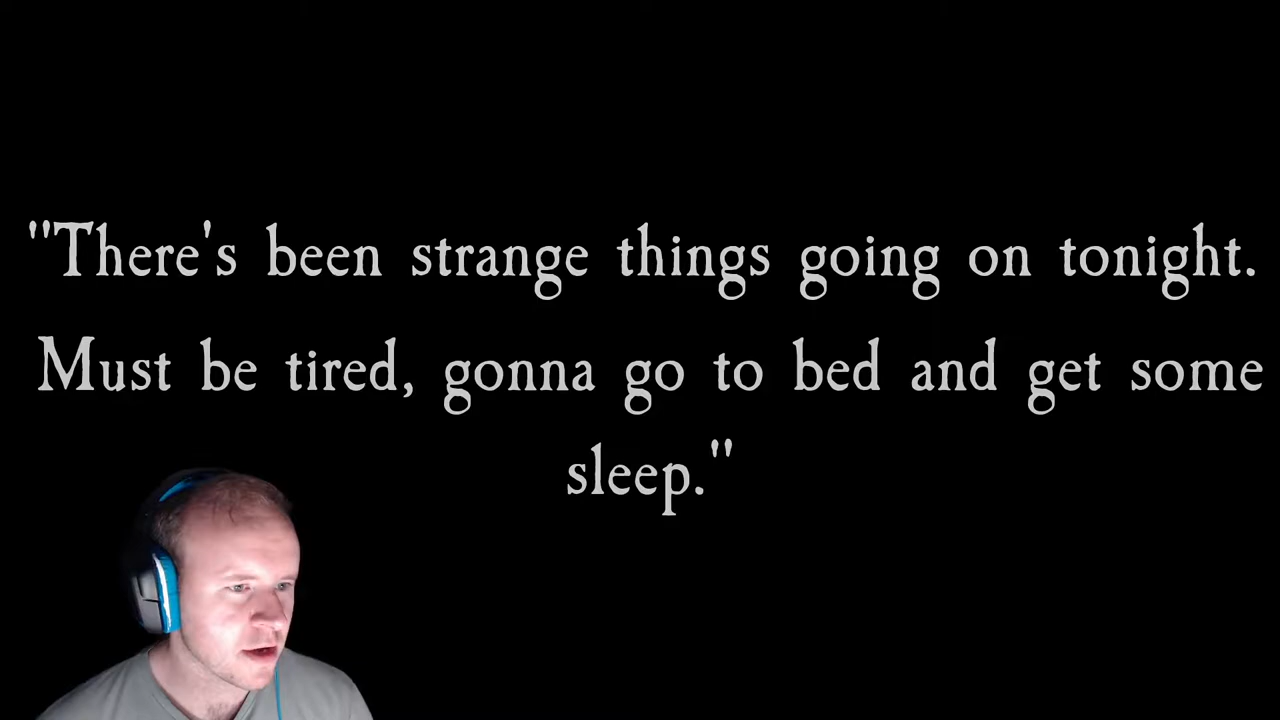 "There's been strange things going on tonight.
Must be tired, gonna go to bed and get some
sleep."